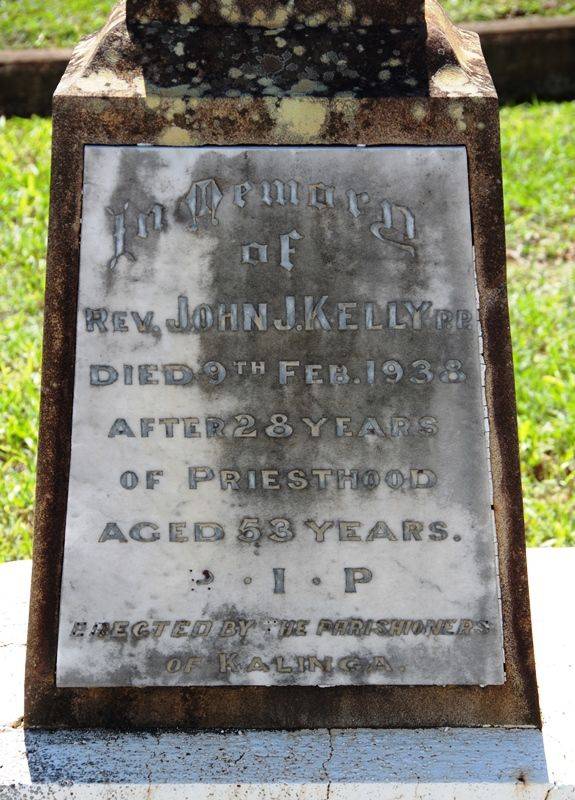 In Memory
of
REV. JOHN J. KELLY P.P.
DIED 9TH FEB. 1938
AFTER 28 YEARS
OF PRIESTHOOD
AGED 53 YEARS.
R · I · P
ERECTED BY THE PARISHIONERS
OF KALINGA.